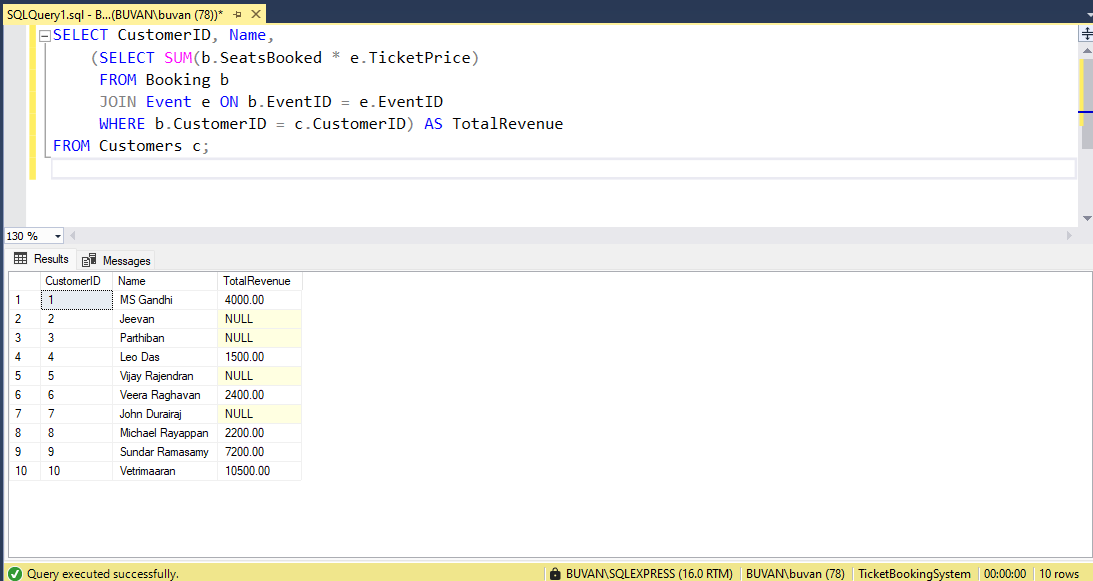 SQLQuery1.sql - B...(BUVAN\buvan (78))*
SELECT CustomerID, Name,
(SELECT SUM(b.SeatsBooked * e.TicketPrice)
FROM Booking b
JOIN Event e ON b.EventID = e.EventID
WHERE b.CustomerID = c.CustomerID) AS TotalRevenue
FROM Customers c;
130 %
Results Messages
CustomerID Name TotalRevenue
1 1 MS Gandhi 4000.00
2 2 Jeevan NULL
3 3 Parthiban NULL
4 4 Leo Das 1500.00
5 5 Vijay Rajendran NULL
6 6 Veera Raghavan 2400.00
7 7 John Durairaj NULL
8 8 Michael Rayappan 2200.00
9 9 Sundar Ramasamy 7200.00
10 10 Vetrimaaran 10500.00
Query executed successfully. BUVAN\SQLEXPRESS (16.0 RTM) BUVAN\buvan (78) TicketBookingSystem 00:00:00 10 rows